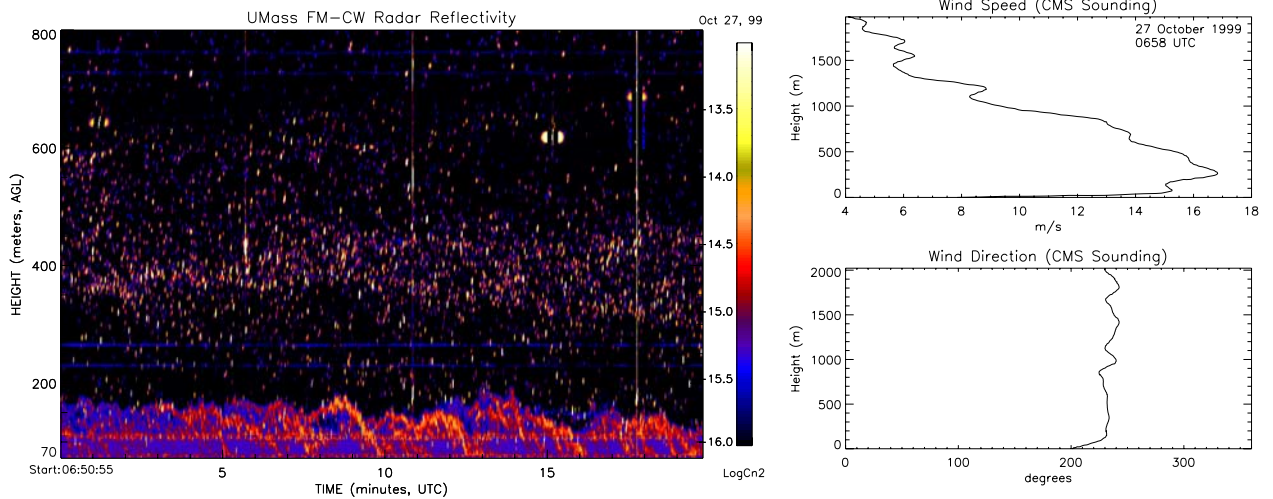 UMass FM-CW Radar Reflectivity
Oct 27, 99
800
600
400
200
70
HEIGHT (meters, AGL)
Start:06:50:55
5
10
15
TIME (minutes, UTC)
-13.5
-14.0
-14.5
-15.0
-15.5
-16.0
LogCn2
Wind Speed (CMS Sounding)
27 October 1999
0658 UTC
1500
1000
500
0
Height (m)
4
6
8
10
12
14
16
18
m/s
Wind Direction (CMS Sounding)
2000
1500
1000
500
0
Height (m)
0
100
200
300
degrees